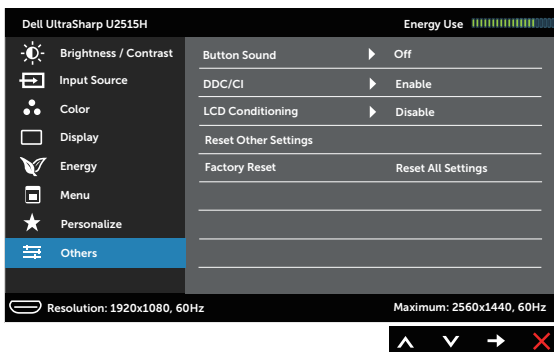 Dell UltraSharp U2515H Energy Use
Brightness / Contrast
Input Source
Color
Display
Energy
Menu
Personalize
Others
Button Sound Off
DDC/CI Enable
LCD Conditioning Disable
Reset Other Settings
Factory Reset Reset All Settings
Resolution: 1920x1080, 60Hz Maximum: 2560x1440, 60Hz